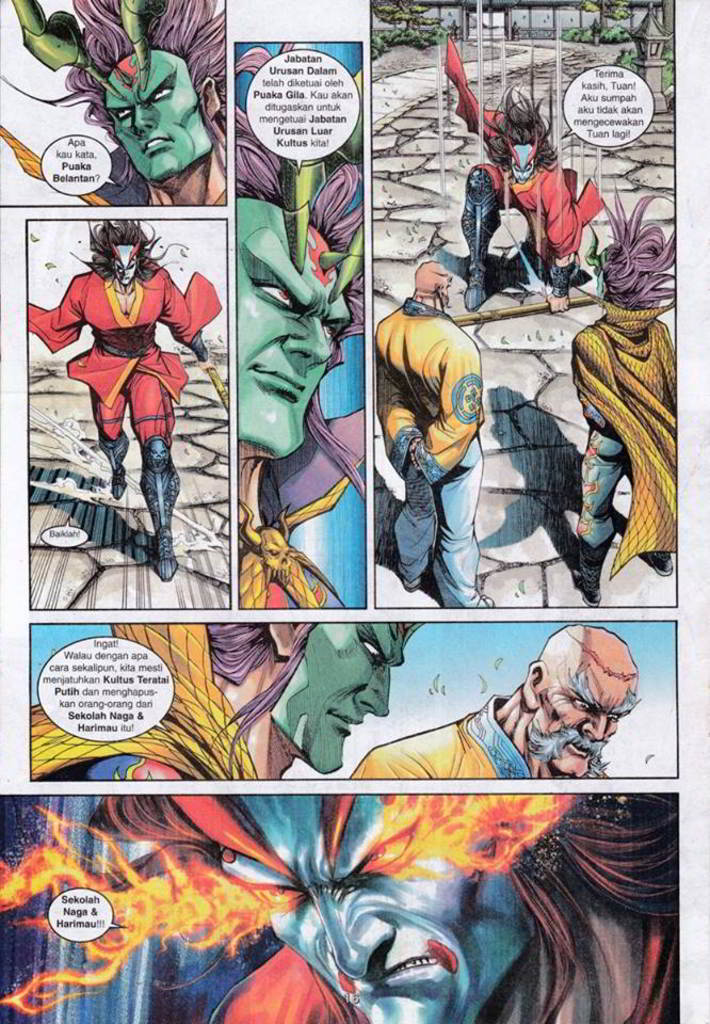 Apa
kau kata,
Puaka
Belantan?
Baiklah!
Jabatan
Urusan Dalam
telah diketuai oleh
Puaka Gila. Kau akan
ditugaskan untuk
mengetuai Jabatan
Urusan Luar
Kultus kita!
Terima
kasih, Tuan!
Aku sumpah
aku tidak akan
mengecewakan
Tuan lagi!
Ingat!
Walau dengan apa
cara sekalipun, kita mesti
menjatuhkan Kultus Teratai
Putih dan menghapus-
kan orang-orang dari
Sekolah Naga &
Harimau itu!
Sekolah
Naga &
Harimau!!!
16